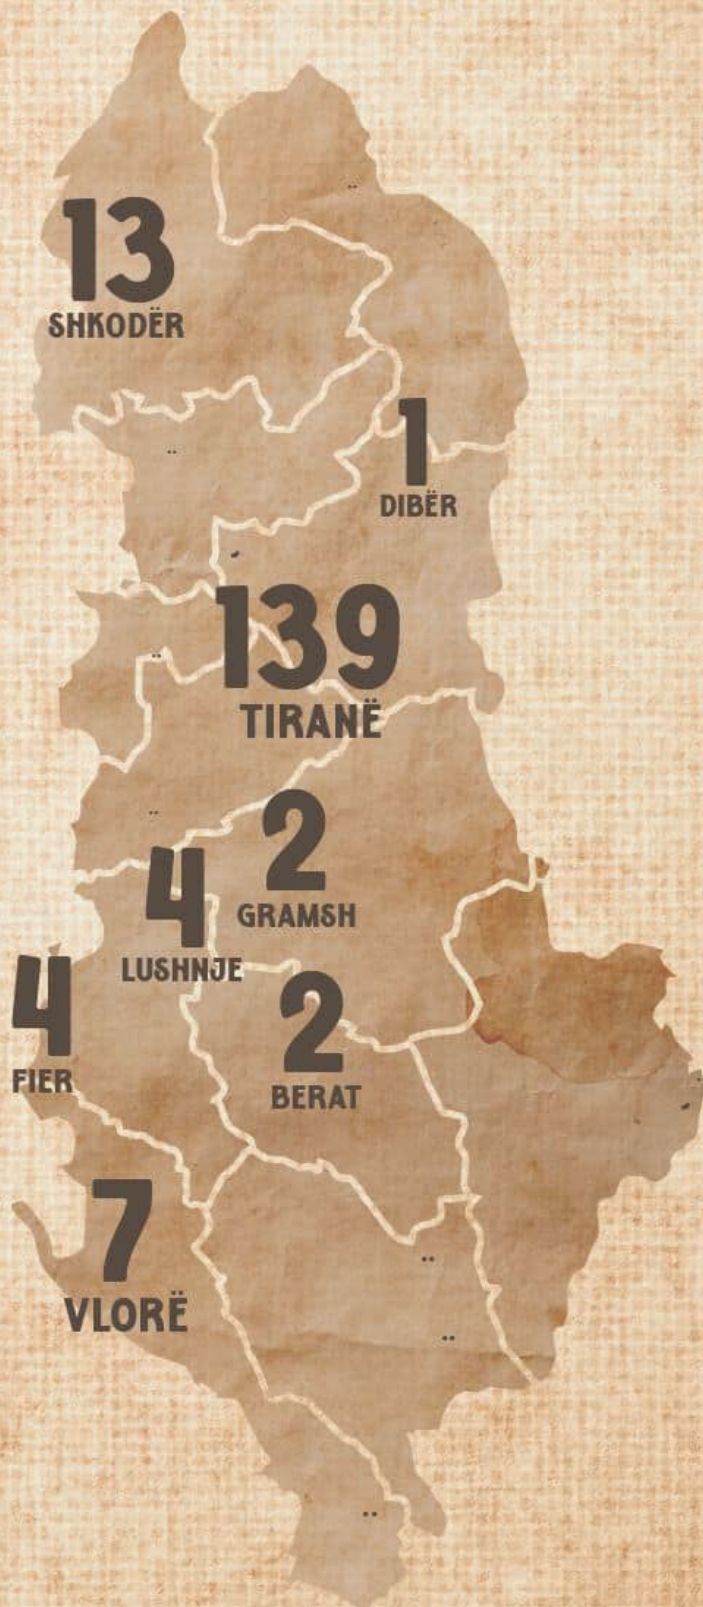 13
SHKODËR
1
DIBËR
139
TIRANË
2
GRAMSH
4
LUSHNJE
4
FIER
2
BERAT
7
VLORË